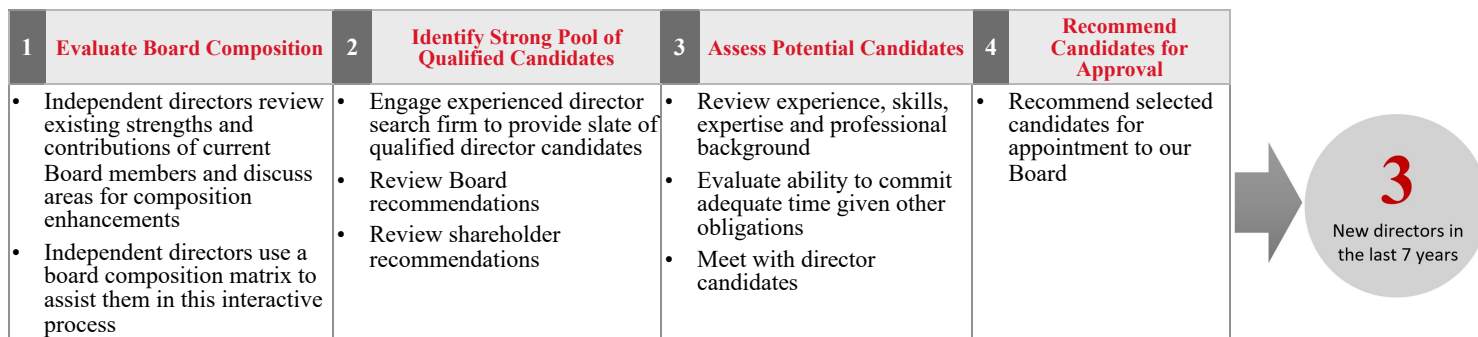 1 Evaluate Board Composition
• Independent directors review
existing strengths and
contributions of current
Board members and discuss
areas for composition
enhancements
• Independent directors use a
board composition matrix to
assist them in this interactive
process
2 Identify Strong Pool of
Qualified Candidates
• Engage experienced director
search firm to provide slate of
qualified director candidates
• Review Board
recommendations
• Review shareholder
recommendations
3 Assess Potential Candidates
• Review experience, skills,
expertise and professional
background
• Evaluate ability to commit
adequate time given other
obligations
• Meet with director
candidates
4 Recommend
Candidates for
Approval
• Recommend selected
candidates for
appointment to our
Board
3
New directors in
the last 7 years